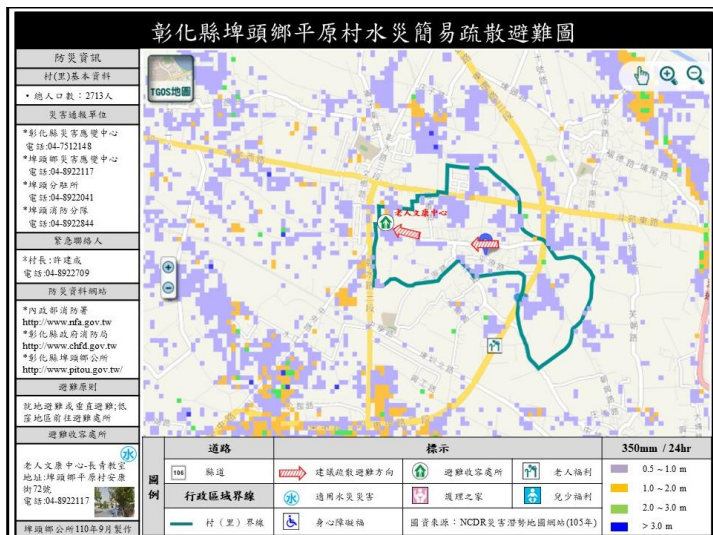 彰化縣埤頭鄉平原村水災簡易疏散避難圖
防災資訊
村(里)基本資料
• 總人口數：2713人
災害通報單位
*彰化縣災害應變中心
電話:04-7512148
*埤頭鄉災害應變中心
電話:04-8922117
*埤頭分駐所
電話:04-8922041
*埤頭消防分隊
電話:04-8922844
緊急聯絡人
*村長:許建成
電話:04-8922709
防災資料網站
*內政部消防署
http://www.nfa.gov.tw
*彰化縣政府消防局
http://www.chfd.gov.tw
*彰化縣埤頭鄉公所
http://www.pitou.gov.tw/
避難原則
就地避難或垂直避難;低
窪地區前往避難處所
避難收容處所
水
老人文康中心-長青教室
地址:埤頭鄉平原村安康
街72號
電話:04-8922117
埤頭鄉公所110年9月製作
TGOS地圖
老人文康中心
斗苑東路
圖例
道路
標示
350mm / 24hr
106
縣道
建議疏散避難方向
避難收容處所
老人福利
0.5 ~ 1.0 m
1.0 ~ 2.0 m
行政區域界線
水
適用水災災害
護理之家
兒少福利
2.0 ~ 3.0 m
村（里）界線
身心障礙福
圖資來源：NCDR災害潛勢地圖網站(105年)
> 3.0 m